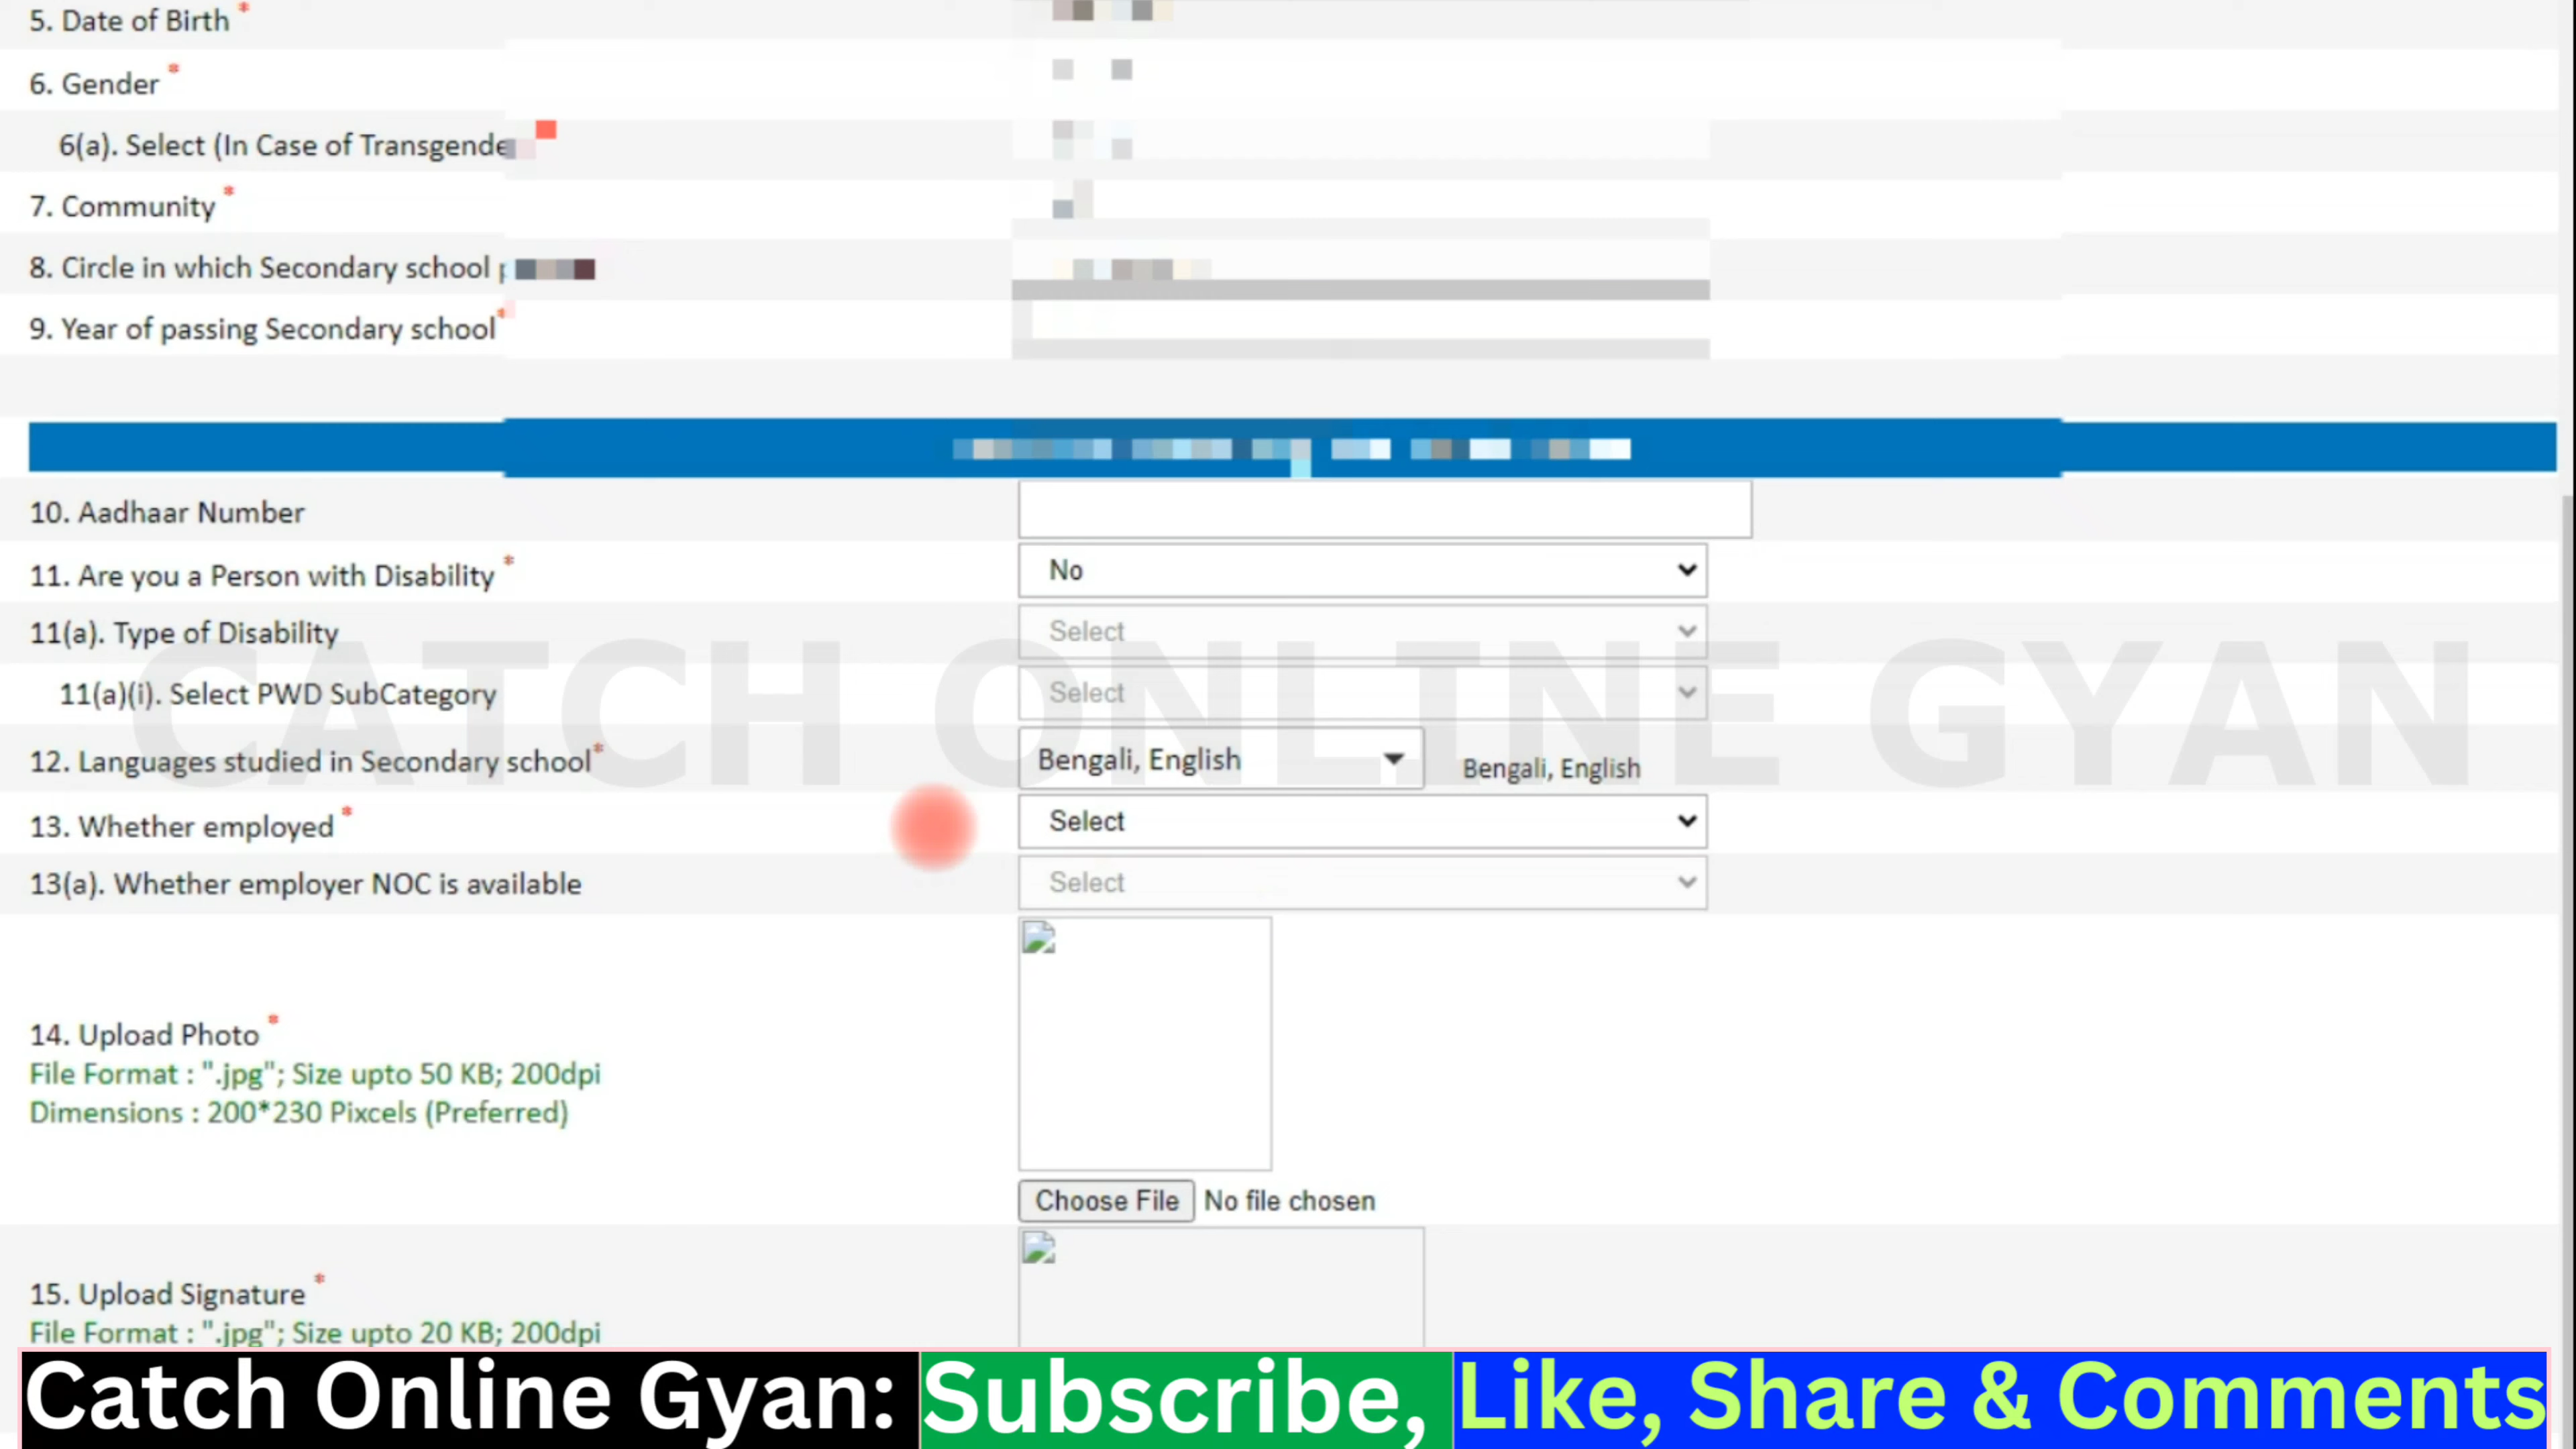 5. Date of Birth *
6. Gender *
6(a). Select (In Case of Transgende
7. Community *
8. Circle in which Secondary school
9. Year of passing Secondary school*
10. Aadhaar Number
11. Are you a Person with Disability * No
11(a). Type of Disability Select
11(a)(i). Select PWD SubCategory Select
CATCH ONLINE GYAN
12. Languages studied in Secondary school* Bengali, English Bengali, English
13. Whether employed * Select
13(a). Whether employer NOC is available Select
14. Upload Photo *
File Format : ".jpg"; Size upto 50 KB; 200dpi
Dimensions : 200*230 Pixcels (Preferred)
Choose File No file chosen
15. Upload Signature *
File Format : ".jpg"; Size upto 20 KB; 200dpi
Catch Online Gyan: Subscribe, Like, Share & Comments